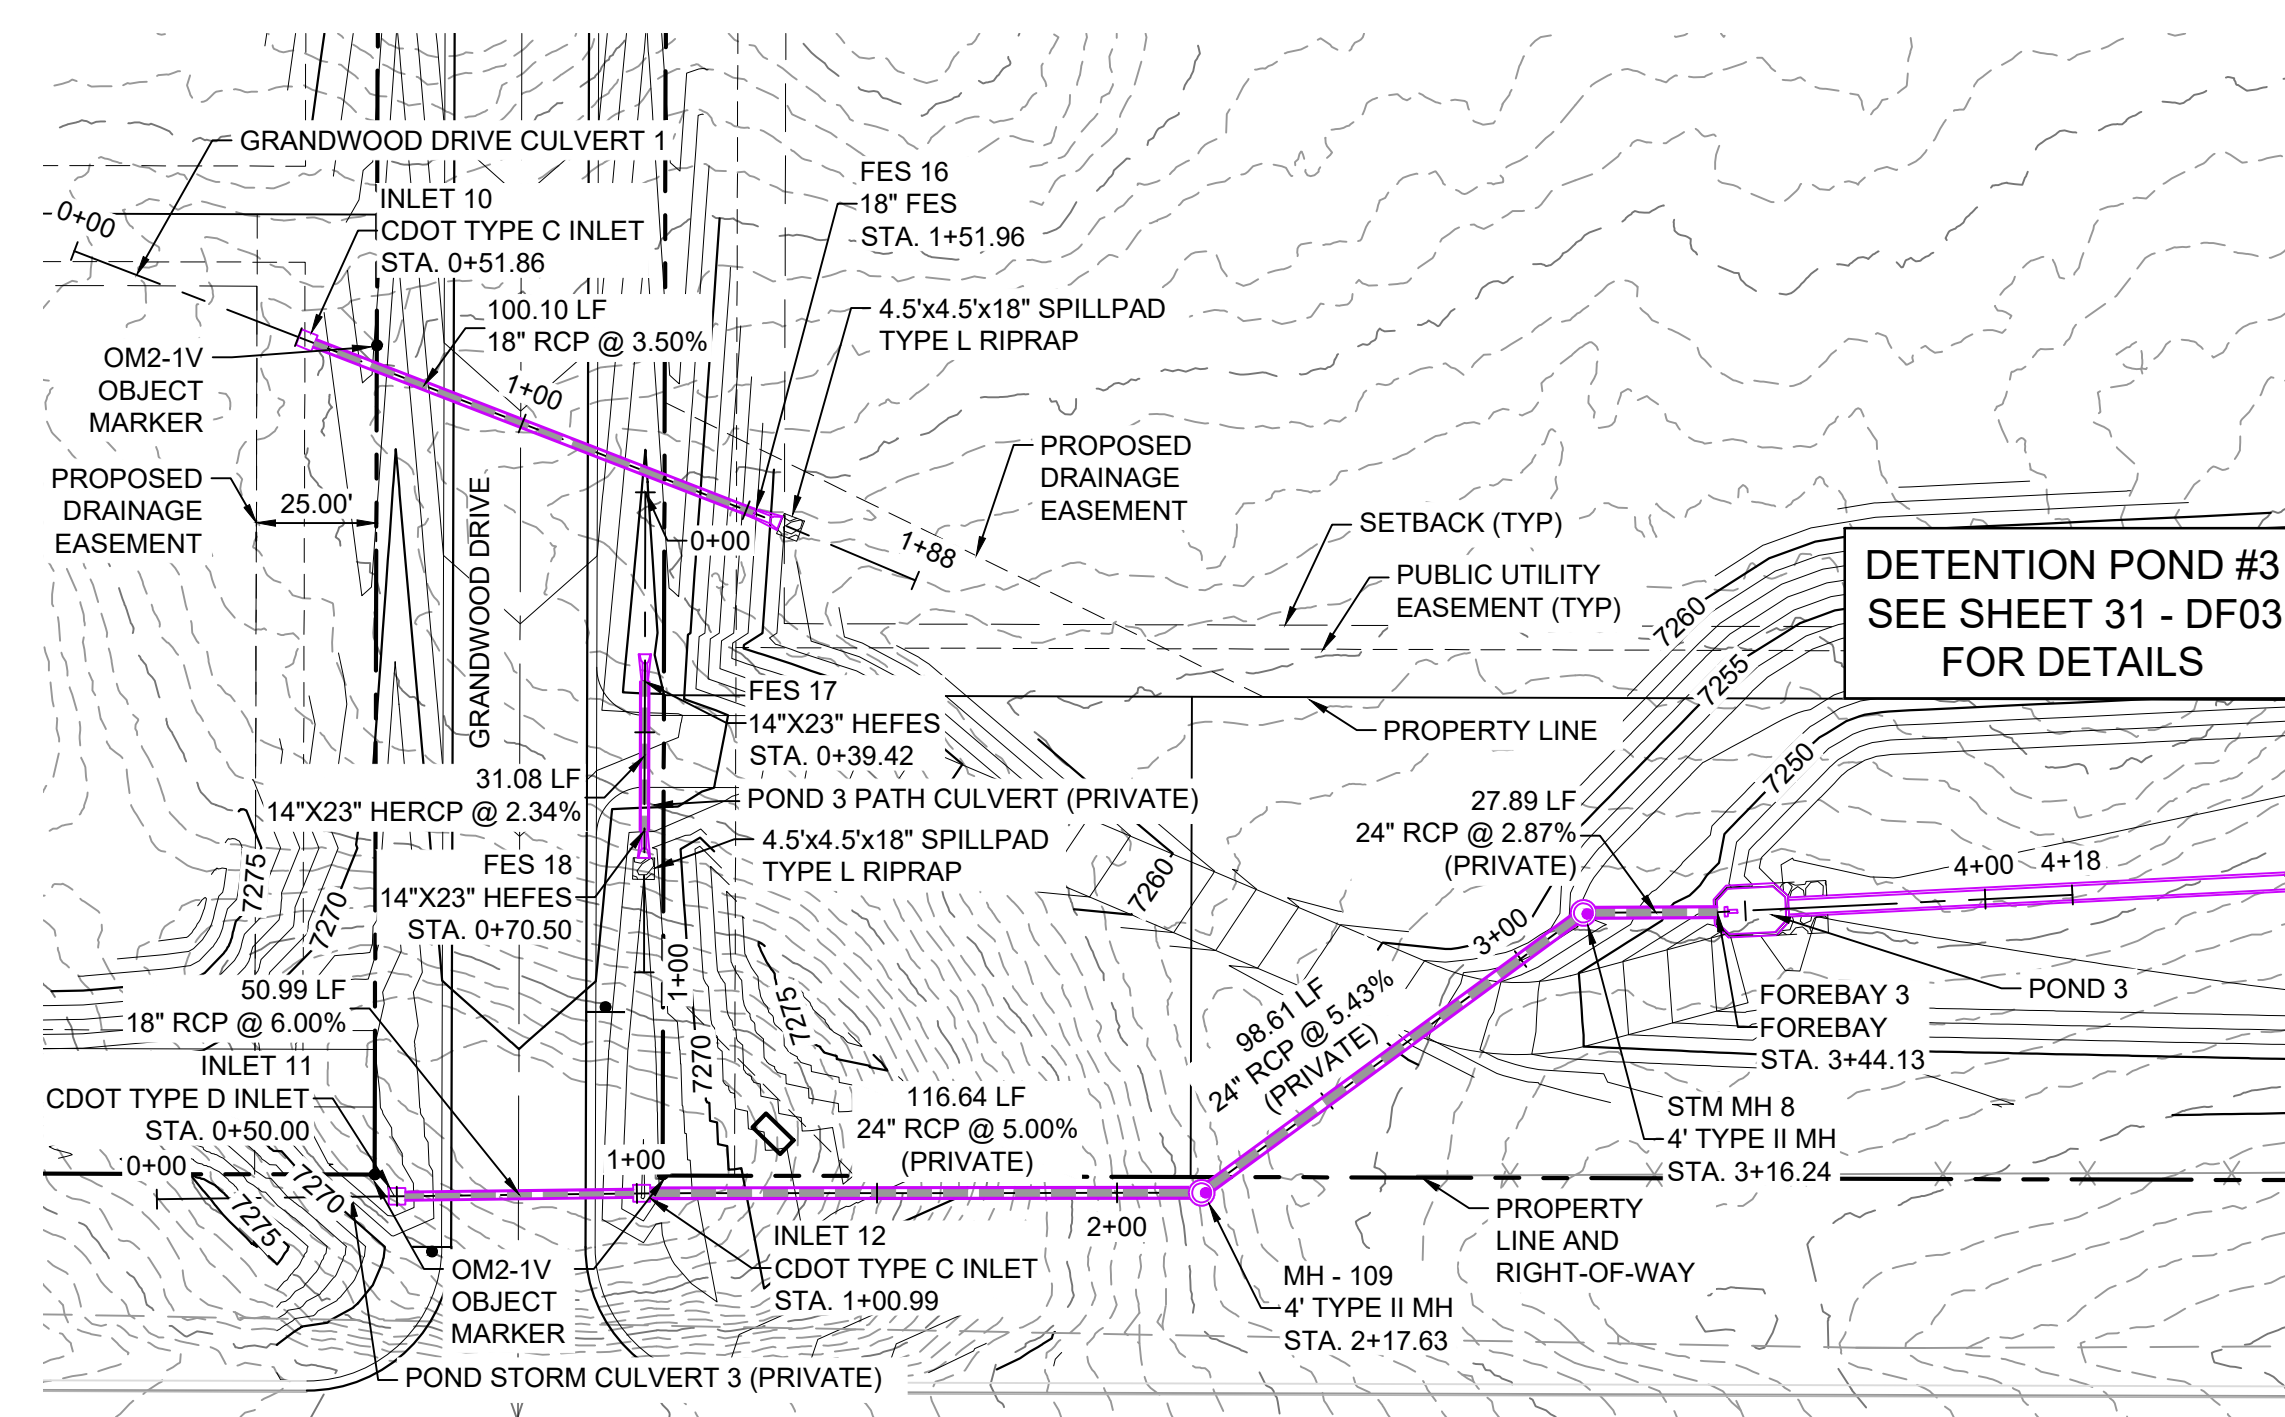 GRANDWOOD DRIVE CULVERT 1
0+00
INLET 10
CDOT TYPE C INLET
STA. 0+51.86
FES 16
18" FES
STA. 1+51.96
100.10 LF
18" RCP @ 3.50%
4.5'x4.5'x18" SPILLPAD
TYPE L RIPRAP
OM2-1V
OBJECT
MARKER
1+00
PROPOSED
DRAINAGE
EASEMENT
25.00'
GRANDWOOD DRIVE
0+00
1+88
PROPOSED
DRAINAGE
EASEMENT
SETBACK (TYP)
PUBLIC UTILITY
EASEMENT (TYP)
DETENTION POND #3
SEE SHEET 31 - DF03
FOR DETAILS
7260
7255
7250
FES 17
14"X23" HEFES
STA. 0+39.42
PROPERTY LINE
31.08 LF
14"X23" HERCP @ 2.34%
POND 3 PATH CULVERT (PRIVATE)
4.5'x4.5'x18" SPILLPAD
TYPE L RIPRAP
27.89 LF
24" RCP @ 2.87%
(PRIVATE)
FES 18
14"X23" HEFES
STA. 0+70.50
7275
7270
7260
4+00
4+18
3+00
1+00
7275
7270
50.99 LF
18" RCP @ 6.00%
98.61 LF
24" RCP @ 5.43%
(PRIVATE)
FOREBAY 3
FOREBAY
STA. 3+44.13
POND 3
INLET 11
CDOT TYPE D INLET
STA. 0+50.00
116.64 LF
24" RCP @ 5.00%
(PRIVATE)
STM MH 8
4' TYPE II MH
STA. 3+16.24
0+00
1+00
7270
7275
2+00
INLET 12
CDOT TYPE C INLET
STA. 1+00.99
PROPERTY
LINE AND
RIGHT-OF-WAY
OM2-1V
OBJECT
MARKER
MH - 109
4' TYPE II MH
STA. 2+17.63
POND STORM CULVERT 3 (PRIVATE)